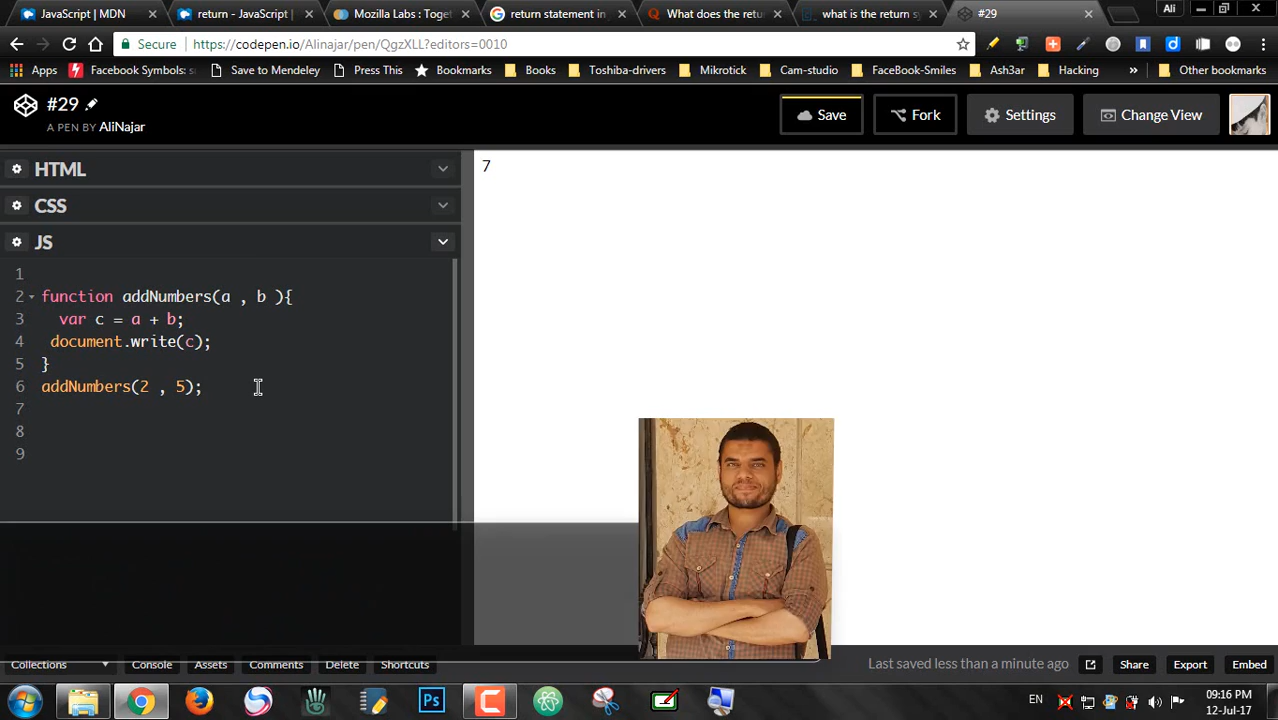 JavaScript | MDN
return - JavaScript |
Mozilla Labs : Toget
return statement in
What does the retu
what is the return sy
#29
Ali
Secure
https://codepen.io/Alinajar/pen/QgzXLL?editors=0010
Apps
Facebook Symbols: s
Save to Mendeley
Press This
Bookmarks
Books
Toshiba-drivers
Mikrotick
Cam-studio
FaceBook-Smiles
Ash3ar
Hacking
»
Other bookmarks
#29
A PEN BY AliNajar
Save
Fork
Settings
Change View
HTML
CSS
JS
1
2 function addNumbers(a , b ){
3 var c = a + b;
4 document.write(c);
5 }
6 addNumbers(2 , 5);
7
8
9
7
Collections
Console
Assets
Comments
Delete
Shortcuts
Last saved less than a minute ago
Share
Export
Embed
Ps
EN
09:16 PM
12-Jul-17